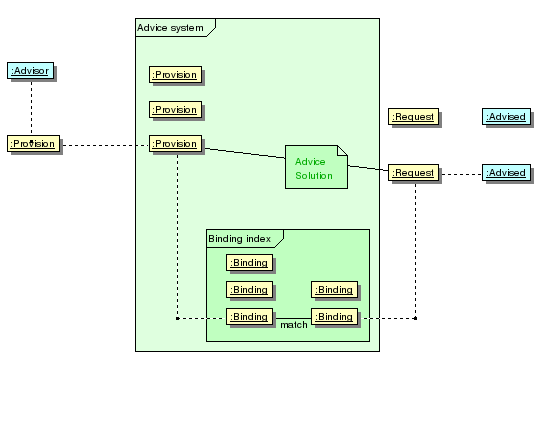 Advice system
:Advisor
:Provision
:Provision
:Request
:Advised
:Provision
:Provision
Advice
Solution
:Request
:Advised
Binding index
:Binding
:Binding
:Binding
:Binding
match
:Binding